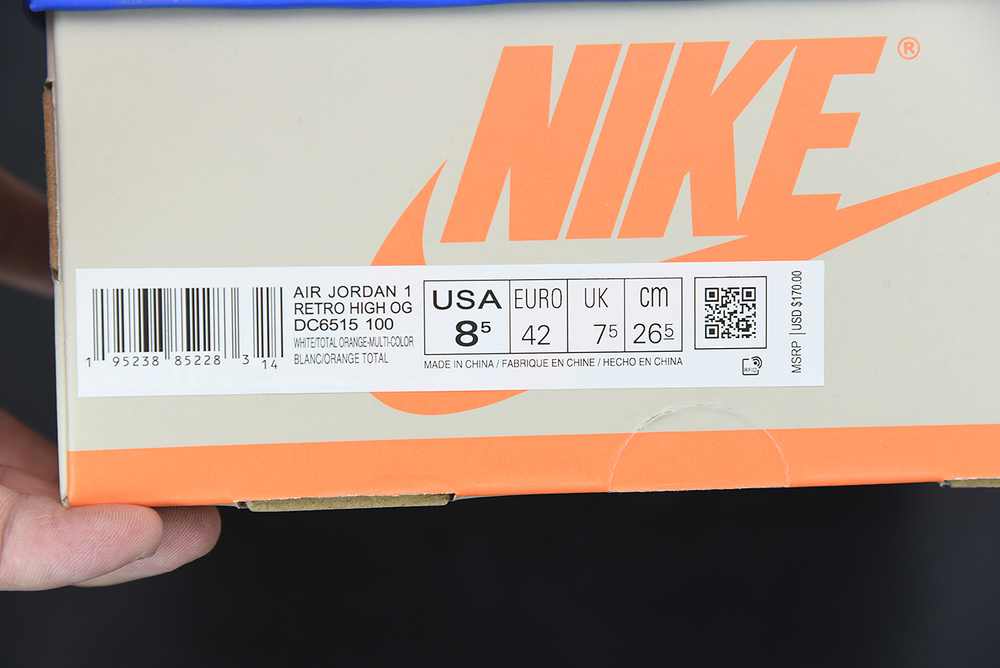 NIKE®
AIR JORDAN 1
RETRO HIGH OG
DC6515 100
WHITE/TOTAL ORANGE-MULTI-COLOR
BLANC/ORANGE TOTAL
1 95238 85228 3 14
USA EURO UK cm
8⁵ 42 7⁵ 26⁵
MADE IN CHINA / FABRIQUE EN CHINE / HECHO EN CHINA
RFID
MSRP | USD $170.00